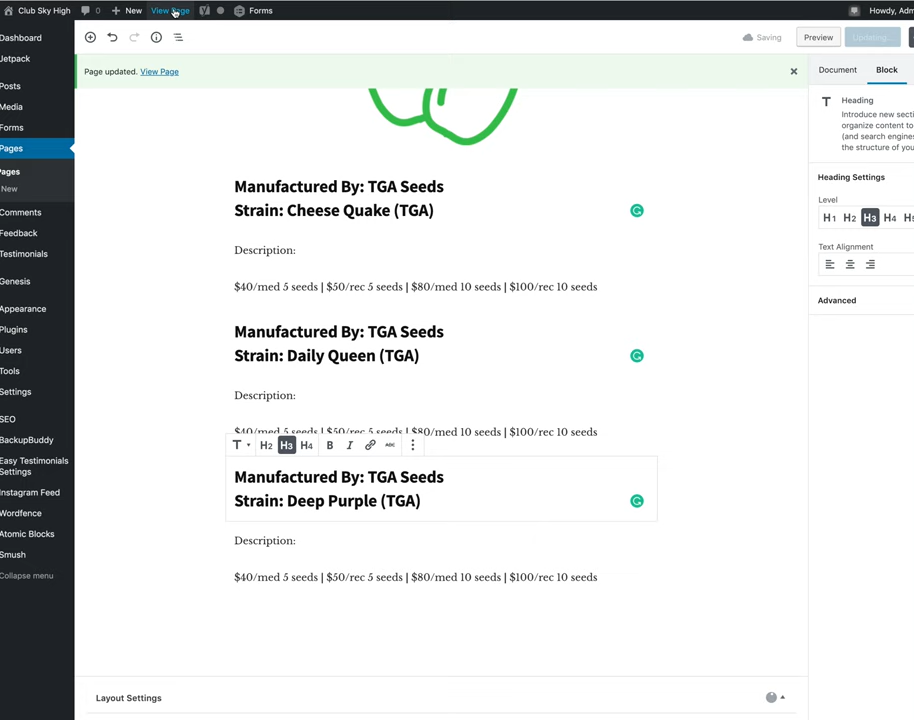 Club Sky High 0 New View Page Forms Howdy, Adm
Dashboard
Jetpack
Posts
Media
Forms
Pages
Pages
New
Comments
Feedback
Testimonials
Genesis
Appearance
Plugins
Users
Tools
Settings
SEO
BackupBuddy
Easy Testimonials
Settings
Instagram Feed
Wordfence
Atomic Blocks
Smush
Collapse menu
Saving Preview Updating...
Page updated. View Page
Manufactured By: TGA Seeds
Strain: Cheese Quake (TGA)
Description:
$40/med 5 seeds | $50/rec 5 seeds | $80/med 10 seeds | $100/rec 10 seeds
Manufactured By: TGA Seeds
Strain: Daily Queen (TGA)
Description:
$40/med 5 seeds | $50/rec 5 seeds | $80/med 10 seeds | $100/rec 10 seeds
T H2 H3 H4 B I ABC
Manufactured By: TGA Seeds
Strain: Deep Purple (TGA)
Description:
$40/med 5 seeds | $50/rec 5 seeds | $80/med 10 seeds | $100/rec 10 seeds
Layout Settings
Document Block
T Heading
Introduce new secti
organize content to
(and search engines
the structure of you
Heading Settings
Level
H1 H2 H3 H4 H5
Text Alignment
Advanced